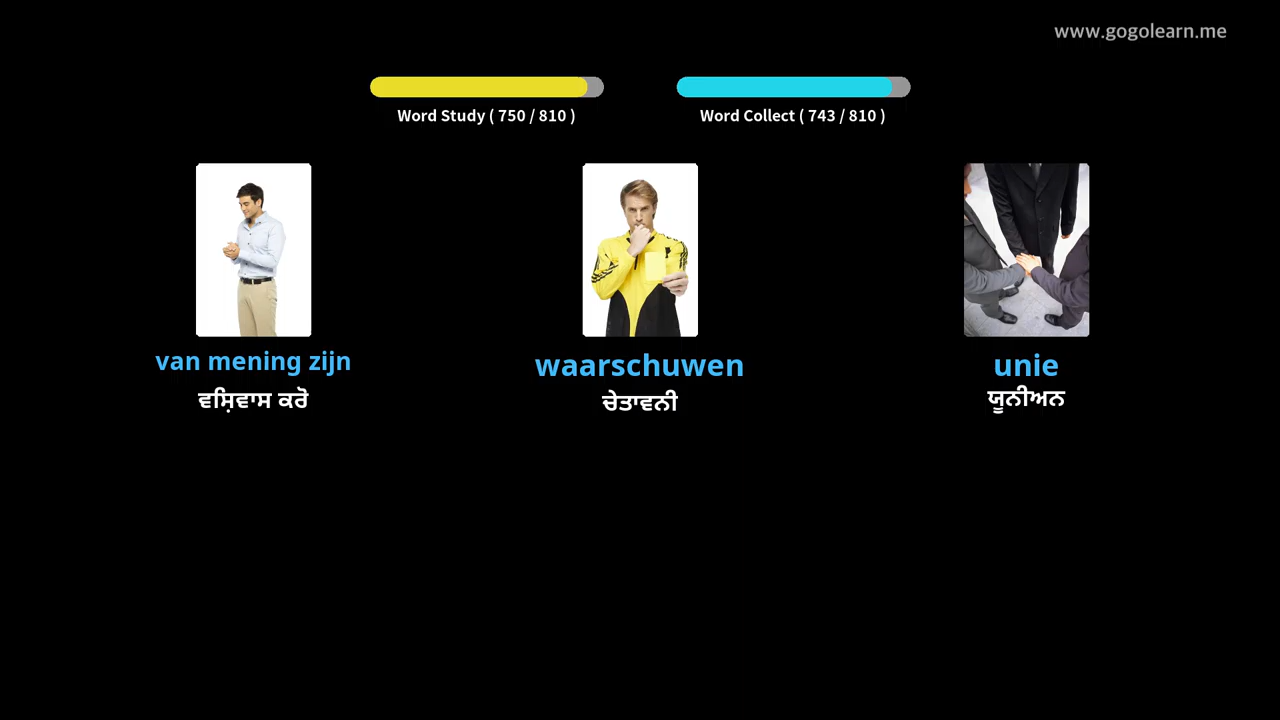 www.gogolearn.me
Word Study ( 750 / 810 )
Word Collect ( 743 / 810 )
van mening zijn
ਵਸ਼ਿਵਾਸ ਕਰੋ
waarschuwen
ਚੇਤਾਵਨੀ
unie
ਯੂਨੀਅਨ